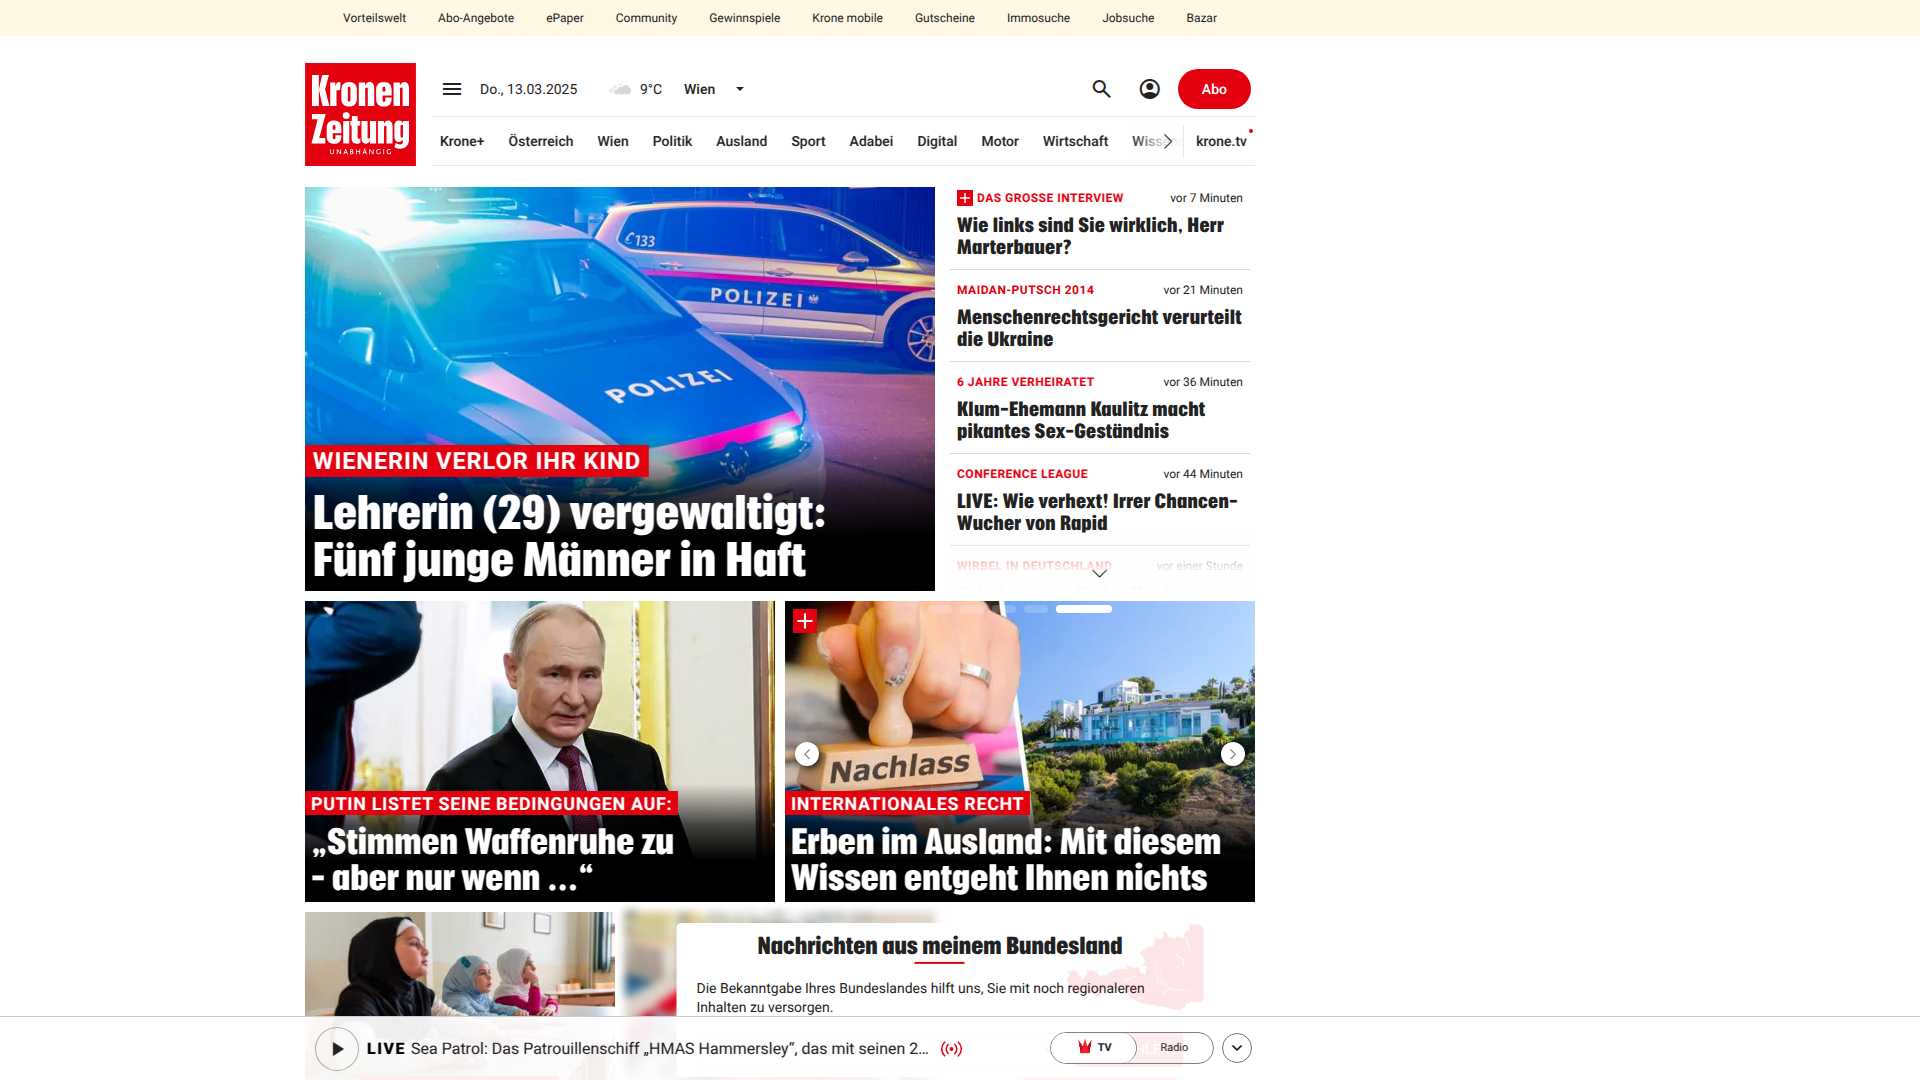 Vorteilswelt Abo-Angebote ePaper Community Gewinnspiele Krone mobile Gutscheine Immosuche Jobsuche Bazar
Kronen
Zeitung
UNABHÄNGIG
Do., 13.03.2025 9°C Wien
Abo
Krone+ Österreich Wien Politik Ausland Sport Adabei Digital Motor Wirtschaft krone.tv
133
POLIZEI
POLIZEI
WIENERIN VERLOR IHR KIND
Lehrerin (29) vergewaltigt:
Fünf junge Männer in Haft
DAS GROSSE INTERVIEW vor 7 Minuten
Wie links sind Sie wirklich, Herr
Marterbauer?
MAIDAN-PUTSCH 2014 vor 21 Minuten
Menschenrechtsgericht verurteilt
die Ukraine
6 JAHRE VERHEIRATET vor 36 Minuten
Klum-Ehemann Kaulitz macht
pikantes Sex-Geständnis
CONFERENCE LEAGUE vor 44 Minuten
LIVE: Wie verhext! Irrer Chancen-
Wucher von Rapid
WIRBEL IN DEUTSCHLAND vor einer Stunde
PUTIN LISTET SEINE BEDINGUNGEN AUF:
„Stimmen Waffenruhe zu
– aber nur wenn ...“
Nachlass
INTERNATIONALES RECHT
Erben im Ausland: Mit diesem
Wissen entgeht Ihnen nichts
Nachrichten aus meinem Bundesland
Die Bekanntgabe Ihres Bundeslandes hilft uns, Sie mit noch regionaleren
Inhalten zu versorgen.
LIVE Sea Patrol: Das Patrouillenschiff „HMAS Hammersley“, das mit seinen 2...
TV Radio